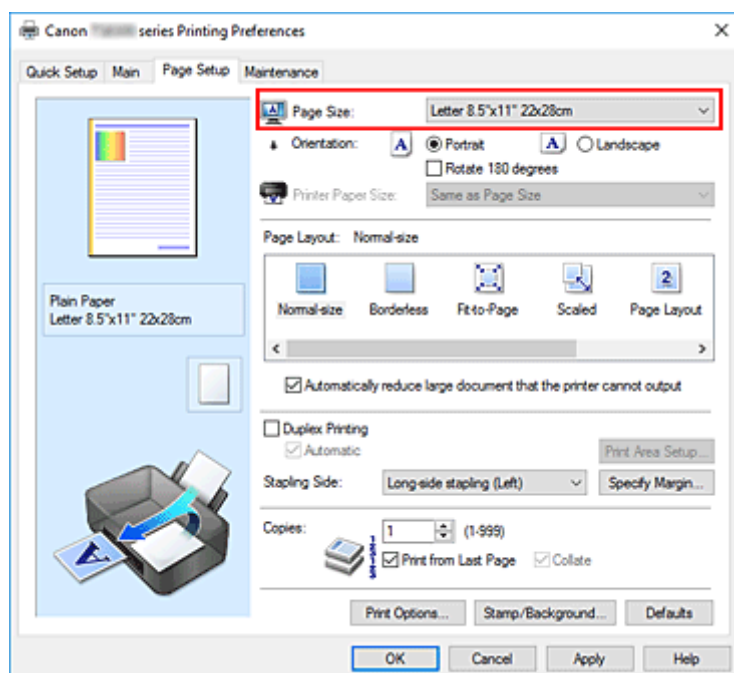 Canon series Printing Preferences
Quick Setup Main Page Setup Maintenance
Page Size: Letter 8.5"x11" 22x28cm
Orientation: A Portrait A Landscape
Rotate 180 degrees
Printer Paper Size: Same as Page Size
Page Layout: Normal-size
2
Normal-size Borderless Fit-to-Page Scaled Page Layout
Plain Paper
Letter 8.5"x11" 22x28cm
Automatically reduce large document that the printer cannot output
Duplex Printing
Automatic Print Area Setup...
Stapling Side: Long-side stapling (Left) Specify Margin...
Copies: 1 (1-999)
Print from Last Page Collate
A
Print Options... Stamp/Background... Defaults
OK Cancel Apply Help